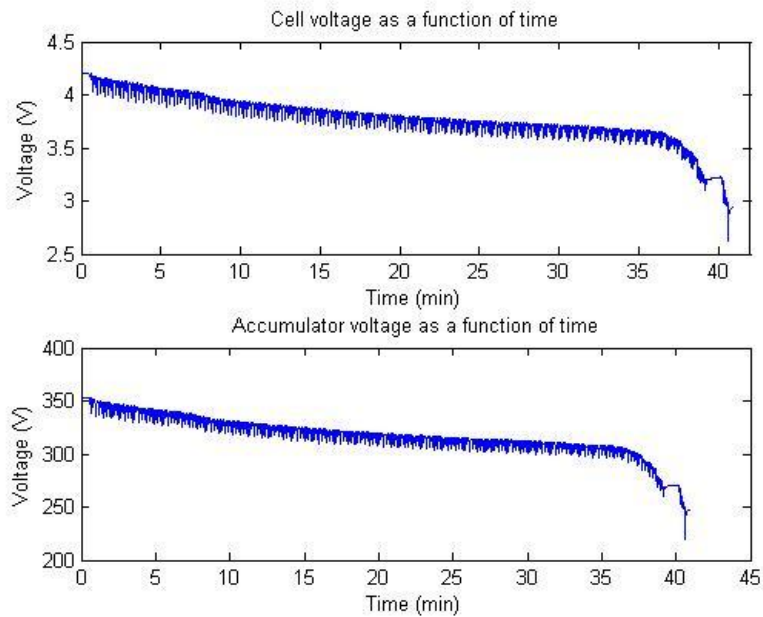 Cell voltage as a function of time
4.5
4
3.5
3
2.5
Voltage (V)
0 5 10 15 20 25 30 35 40
Time (min)
Accumulator voltage as a function of time
400
350
300
250
200
Voltage (V)
0 5 10 15 20 25 30 35 40 45
Time (min)